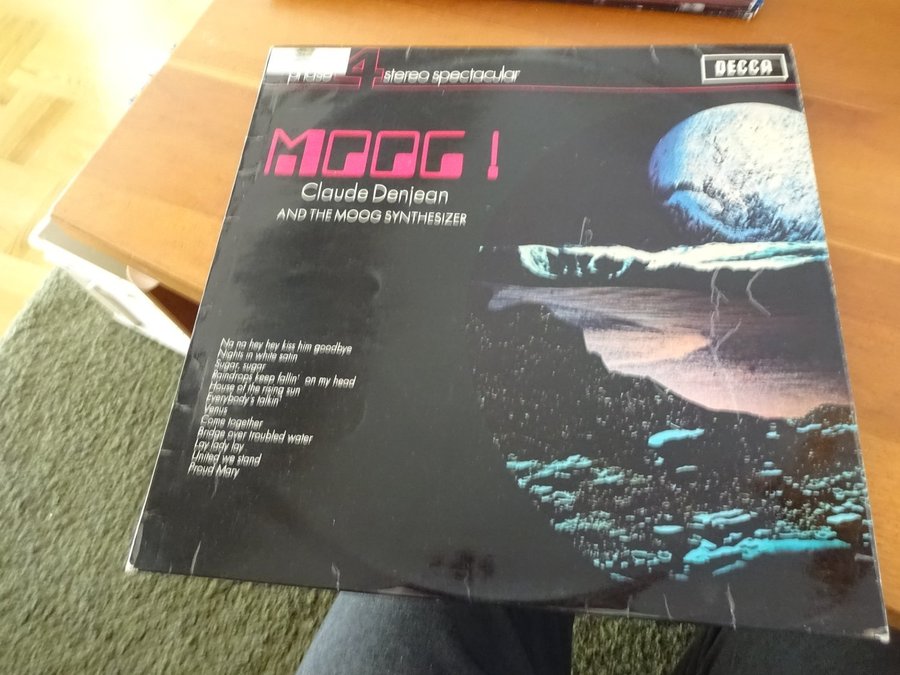 phase 4 stereo spectacular
DECCA
MOOG!
Claude Denjean
AND THE MOOG SYNTHESIZER
Na na hey hey kiss him goodbye
Nights in white satin
Sugar, sugar
Raindrops keep fallin' on my head
House of the rising sun
Everybody's talkin'
Venus
Come together
Bridge over troubled water
Lay lady lay
United we stand
Proud Mary